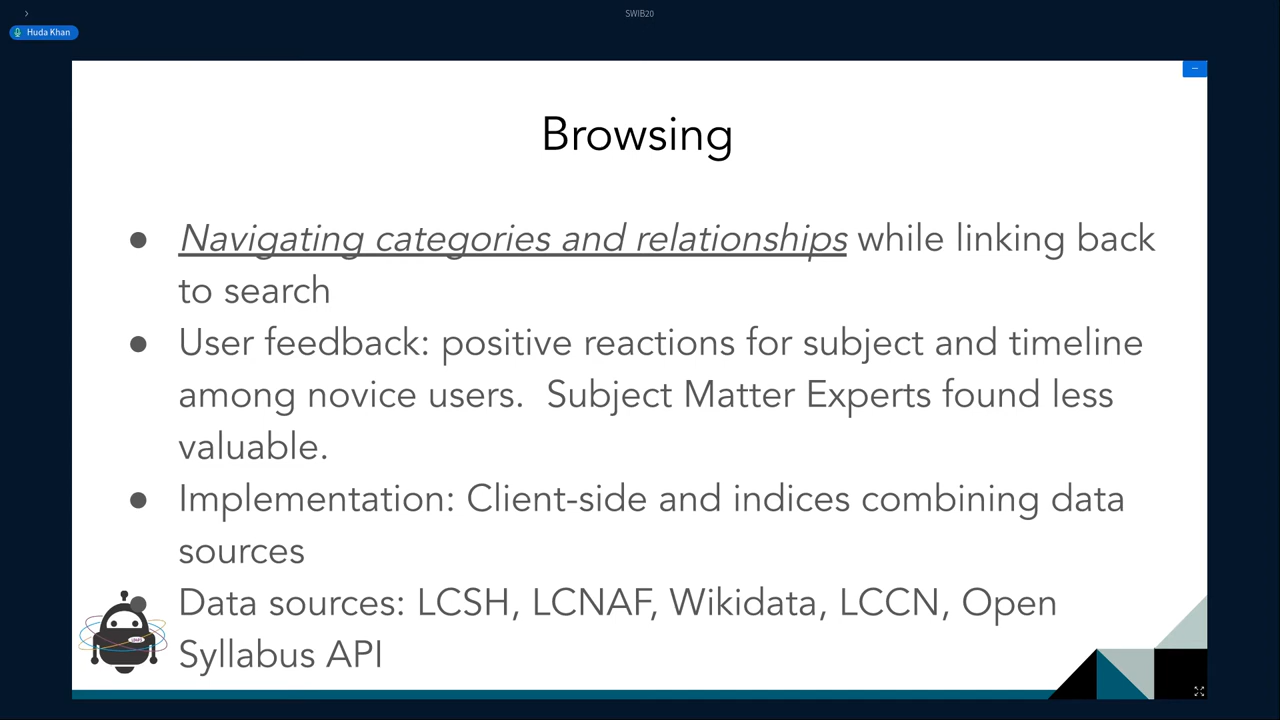 SWIB20
Huda Khan
Browsing
● Navigating categories and relationships while linking back
to search
● User feedback: positive reactions for subject and timeline
among novice users.  Subject Matter Experts found less
valuable.
● Implementation: Client-side and indices combining data
sources
● Data sources: LCSH, LCNAF, Wikidata, LCCN, Open
Syllabus API